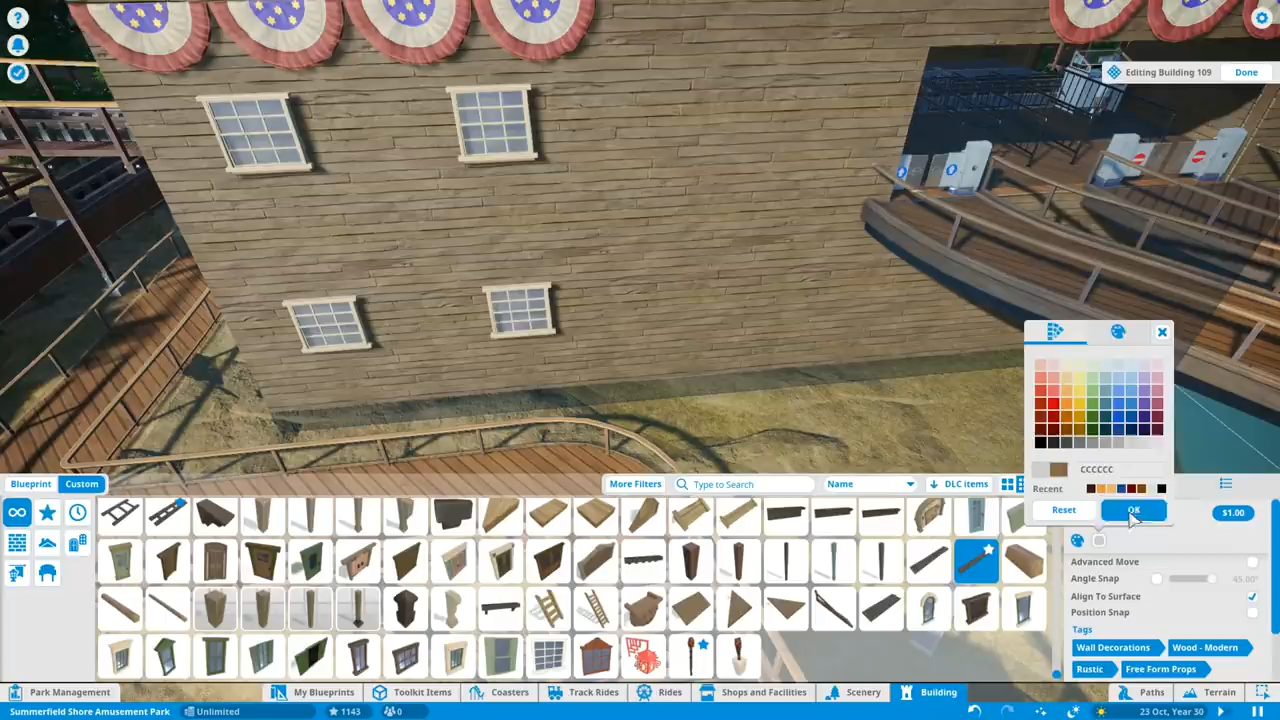 ?
Editing Building 109
Done
CCCCCC
Recent
Reset
OK
Blueprint
Custom
More Filters
Type to Search
Name
DLC items
$1.00
Advanced Move
Angle Snap
45.00°
Align To Surface
Position Snap
Tags
Wall Decorations
Wood - Modern
Rustic
Free Form Props
Park Management
My Blueprints
Toolkit Items
Coasters
Track Rides
Rides
Shops and Facilities
Scenery
Building
Paths
Terrain
Summerfield Shore Amusement Park
Unlimited
1143
0
23 Oct, Year 30